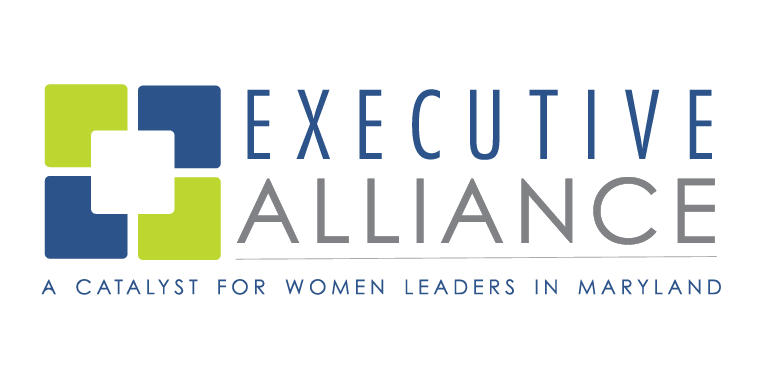 EXECUTIVE
ALLIANCE
A CATALYST FOR WOMEN LEADERS IN MARYLAND